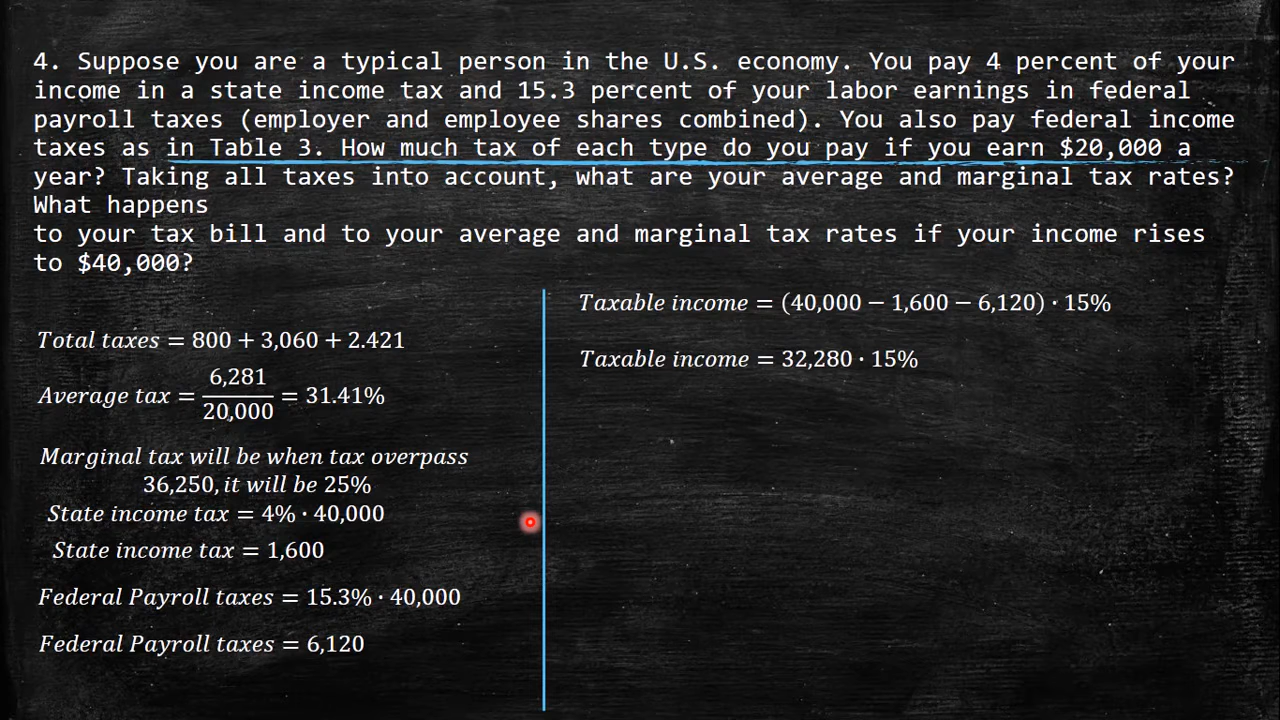 4. Suppose you are a typical person in the U.S. economy. You pay 4 percent of your
income in a state income tax and 15.3 percent of your labor earnings in federal
payroll taxes (employer and employee shares combined). You also pay federal income
taxes as in Table 3. How much tax of each type do you pay if you earn $20,000 a
year? Taking all taxes into account, what are your average and marginal tax rates?
What happens
to your tax bill and to your average and marginal tax rates if your income rises
to $40,000?
Total taxes = 800 + 3,060 + 2.421
Average tax = 6,281/20,000 = 31.41%
Marginal tax will be when tax overpass
36,250, it will be 25%
State income tax = 4% · 40,000
State income tax = 1,600
Federal Payroll taxes = 15.3% · 40,000
Federal Payroll taxes = 6,120
Taxable income = (40,000 − 1,600 − 6,120) · 15%
Taxable income = 32,280 · 15%